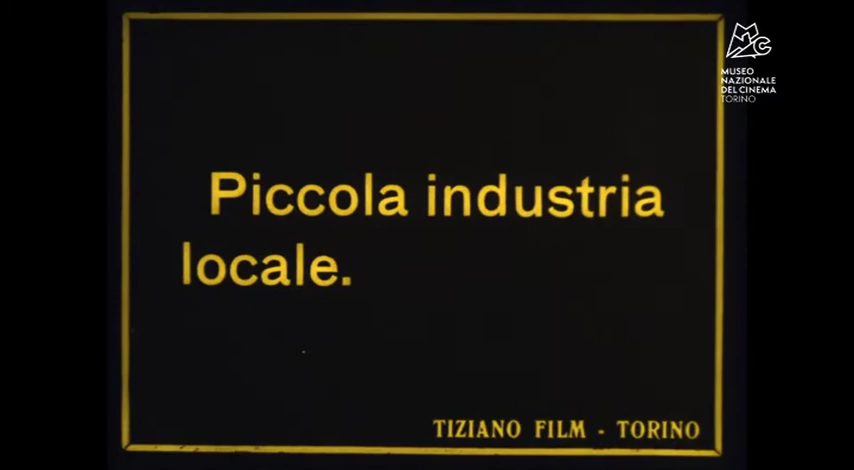 MUSEO
NAZIONALE
DEL CINEMA
TORINO
Piccola industria
locale.
TIZIANO FILM - TORINO